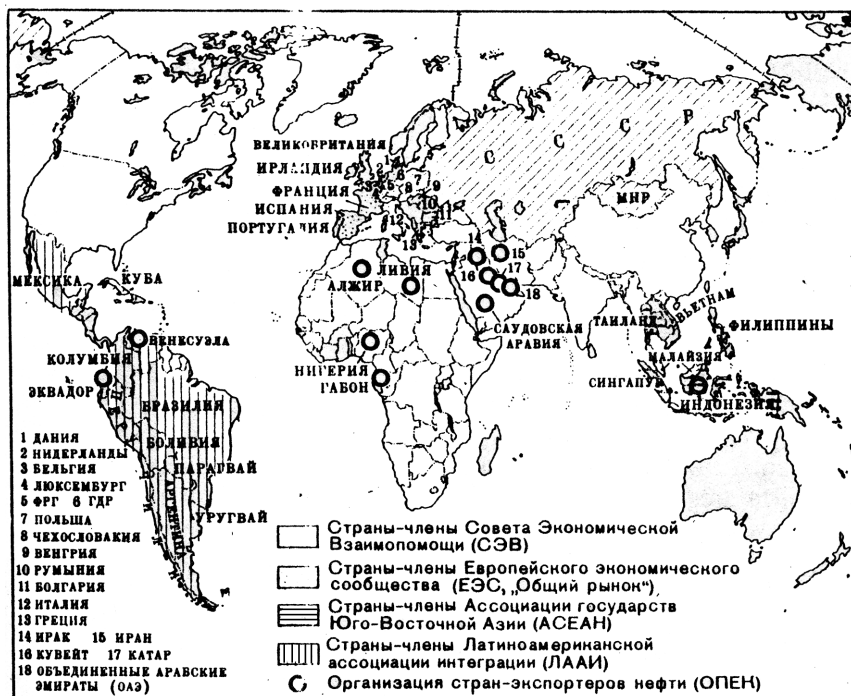 ВЕЛИКОБРИТАНИЯ
ИРЛАНДИЯ
ФРАНЦИЯ
ИСПАНИЯ
ПОРТУГАЛИЯ
С С С Р
МНР
МЕКСИКА
КУБА
ЛИВИЯ
АЛЖИР
САУДОВСКАЯ
АРАВИЯ
ТАИЛАНД
ВЬЕТНАМ
ФИЛИППИНЫ
МАЛАЙЗИЯ
СИНГАПУР
ИНДОНЕЗИЯ
ВЕНЕСУЭЛА
КОЛУМБИЯ
ЭКВАДОР
НИГЕРИЯ
ГАБОН
ПЕРУ
БРАЗИЛИЯ
БОЛИВИЯ
ПАРАГВАЙ
ЧИЛИ
АРГЕНТИНА
УРУГВАЙ
1 ДАНИЯ
2 НИДЕРЛАНДЫ
3 БЕЛЬГИЯ
4 ЛЮКСЕМБУРГ
5 ФРГ 6 ГДР
7 ПОЛЬША
8 ЧЕХОСЛОВАКИЯ
9 ВЕНГРИЯ
10 РУМЫНИЯ
11 БОЛГАРИЯ
12 ИТАЛИЯ
13 ГРЕЦИЯ
14 ИРАК 15 ИРАН
16 КУВЕЙТ 17 КАТАР
18 ОБЪЕДИНЕННЫЕ АРАБСКИЕ
ЭМИРАТЫ (ОАЭ)
Страны-члены Совета Экономической
Взаимопомощи (СЭВ)
Страны-члены Европейского экономического
сообщества (ЕЭС, „Общий рынок“)
Страны-члены Ассоциации государств
Юго-Восточной Азии (АСЕАН)
Страны-члены Латиноамериканской
ассоциации интеграции (ЛААИ)
Организация стран-экспортеров нефти (ОПЕК)